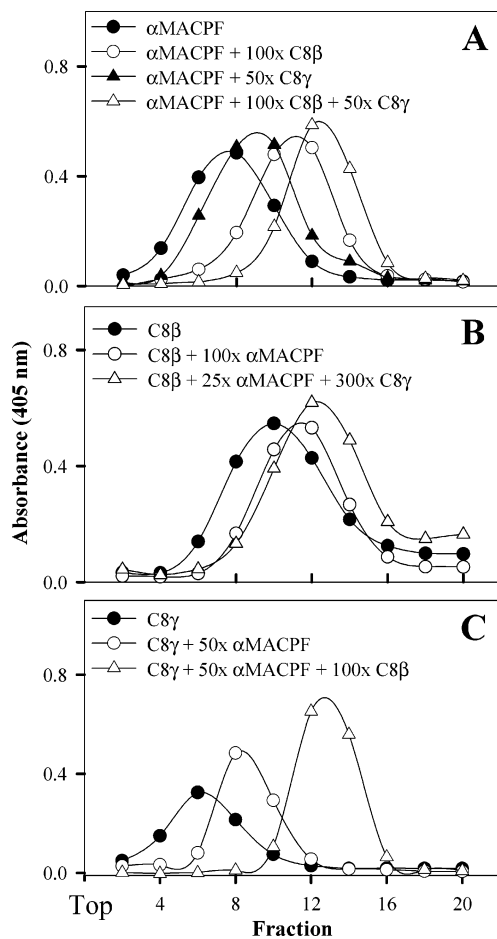 A
αMACPF
αMACPF + 100x C8β
αMACPF + 50x C8γ
αMACPF + 100x C8β + 50x C8γ
0.8
0.4
0.0
B
C8β
C8β + 100x αMACPF
C8β + 25x αMACPF + 300x C8γ
0.8
0.4
0.0
Absorbance (405 nm)
C
C8γ
C8γ + 50x αMACPF
C8γ + 50x αMACPF + 100x C8β
0.8
0.4
0.0
Top 4 8 12 16 20
Fraction